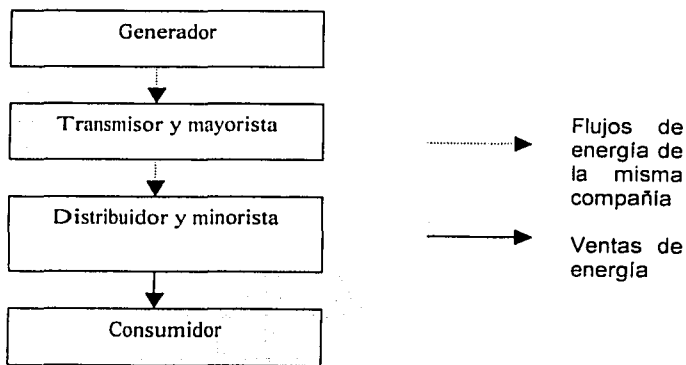 Generador
Transmisor y mayorista
Distribuidor y minorista
Consumidor
Flujos de
energía de
la misma
compañía
Ventas de
energía